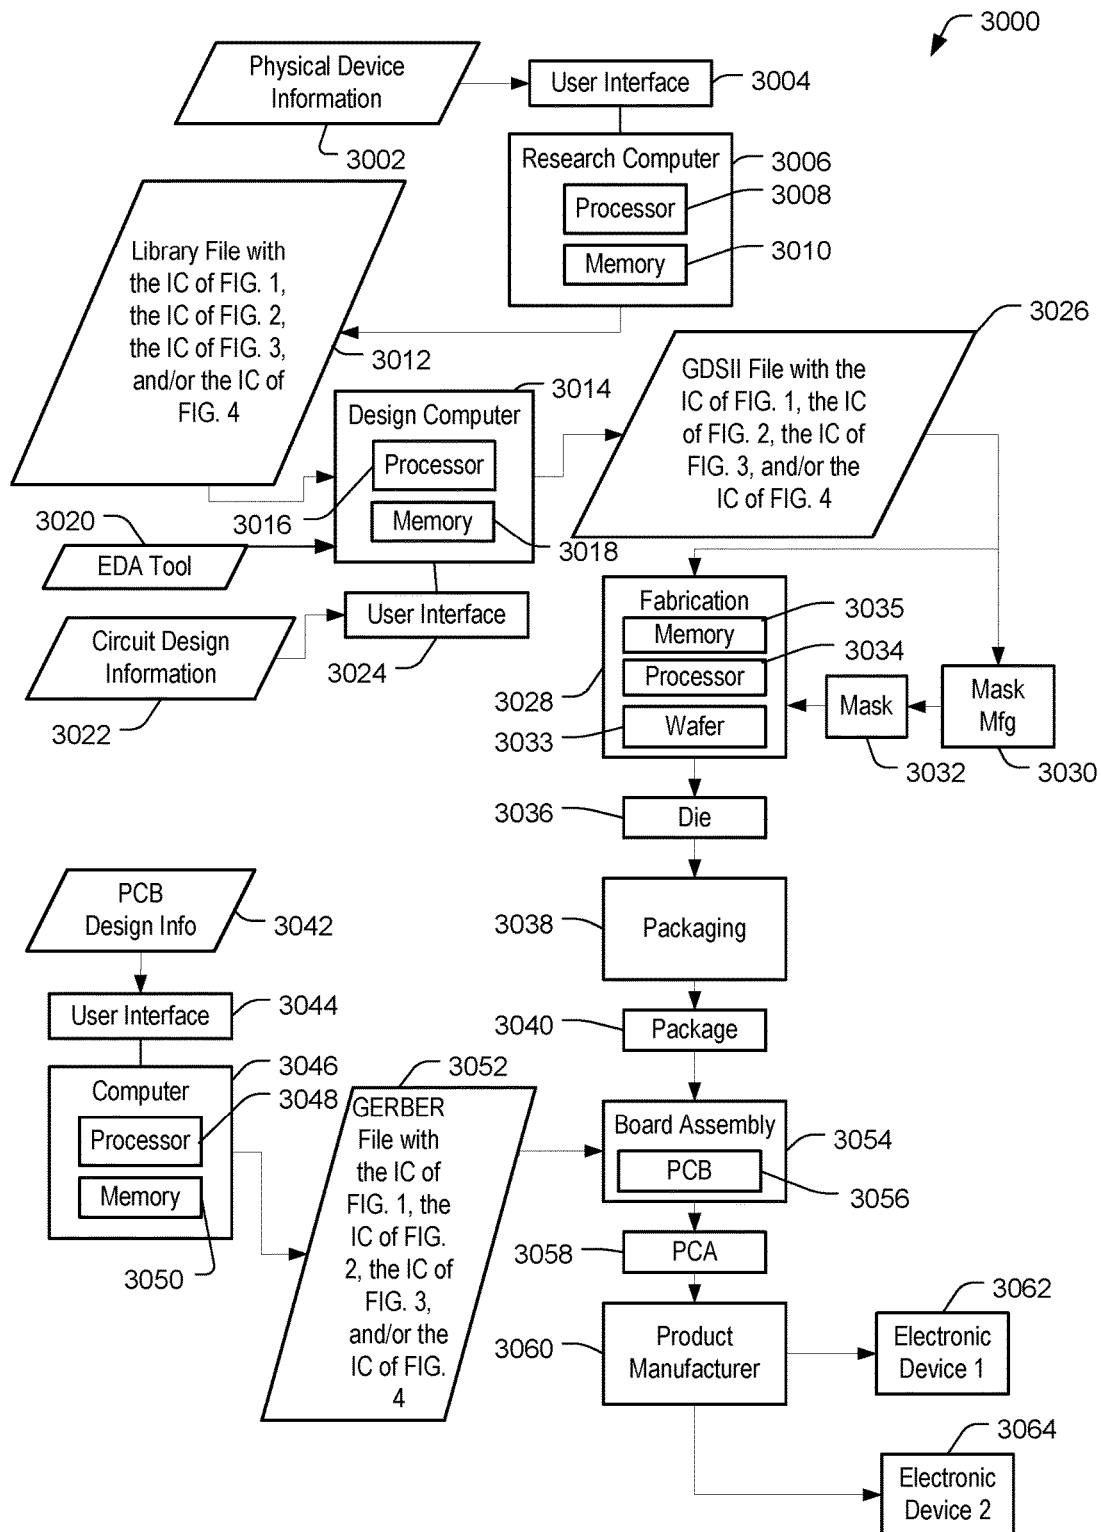 3000
Physical Device
Information
3002
User Interface
3004
Research Computer
3006
Processor
3008
Memory
3010
Library File with
the IC of FIG. 1,
the IC of FIG. 2,
the IC of FIG. 3,
and/or the IC of
FIG. 4
3012
Design Computer
3014
Processor
3016
Memory
3018
3020
EDA Tool
Circuit Design
Information
3022
User Interface
3024
GDSII File with the
IC of FIG. 1, the IC
of FIG. 2, the IC of
FIG. 3, and/or the
IC of FIG. 4
3026
Fabrication
3028
Memory
3035
Processor
3034
Wafer
3033
Mask
3032
Mask
Mfg
3030
3036
Die
3038
Packaging
3040
Package
PCB
Design Info
3042
User Interface
3044
Computer
3046
Processor
3048
Memory
3050
3052
GERBER
File with
the IC of
FIG. 1, the
IC of FIG.
2, the IC of
FIG. 3,
and/or the
IC of FIG.
4
Board Assembly
3054
PCB
3056
3058
PCA
3060
Product
Manufacturer
3062
Electronic
Device 1
3064
Electronic
Device 2